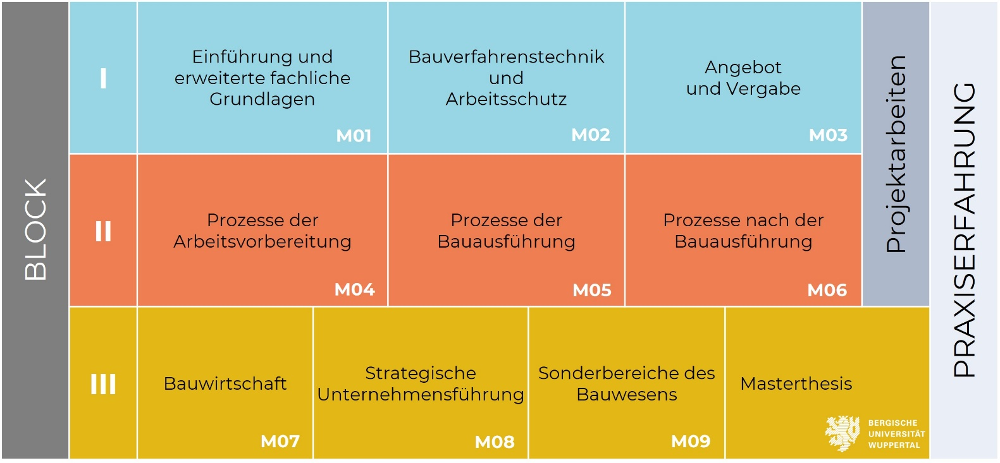 BLOCK
I
Einführung und
erweiterte fachliche
Grundlagen
M01
Bauverfahrenstechnik
und
Arbeitsschutz
M02
Angebot
und Vergabe
M03
II
Prozesse der
Arbeitsvorbereitung
M04
Prozesse der
Bauausführung
M05
Prozesse nach der
Bauausführung
M06
Projektarbeiten
III
Bauwirtschaft
M07
Strategische
Unternehmensführung
M08
Sonderbereiche des
Bauwesens
M09
Masterthesis
BERGISCHE
UNIVERSITÄT
WUPPERTAL
PRAXISERFAHRUNG